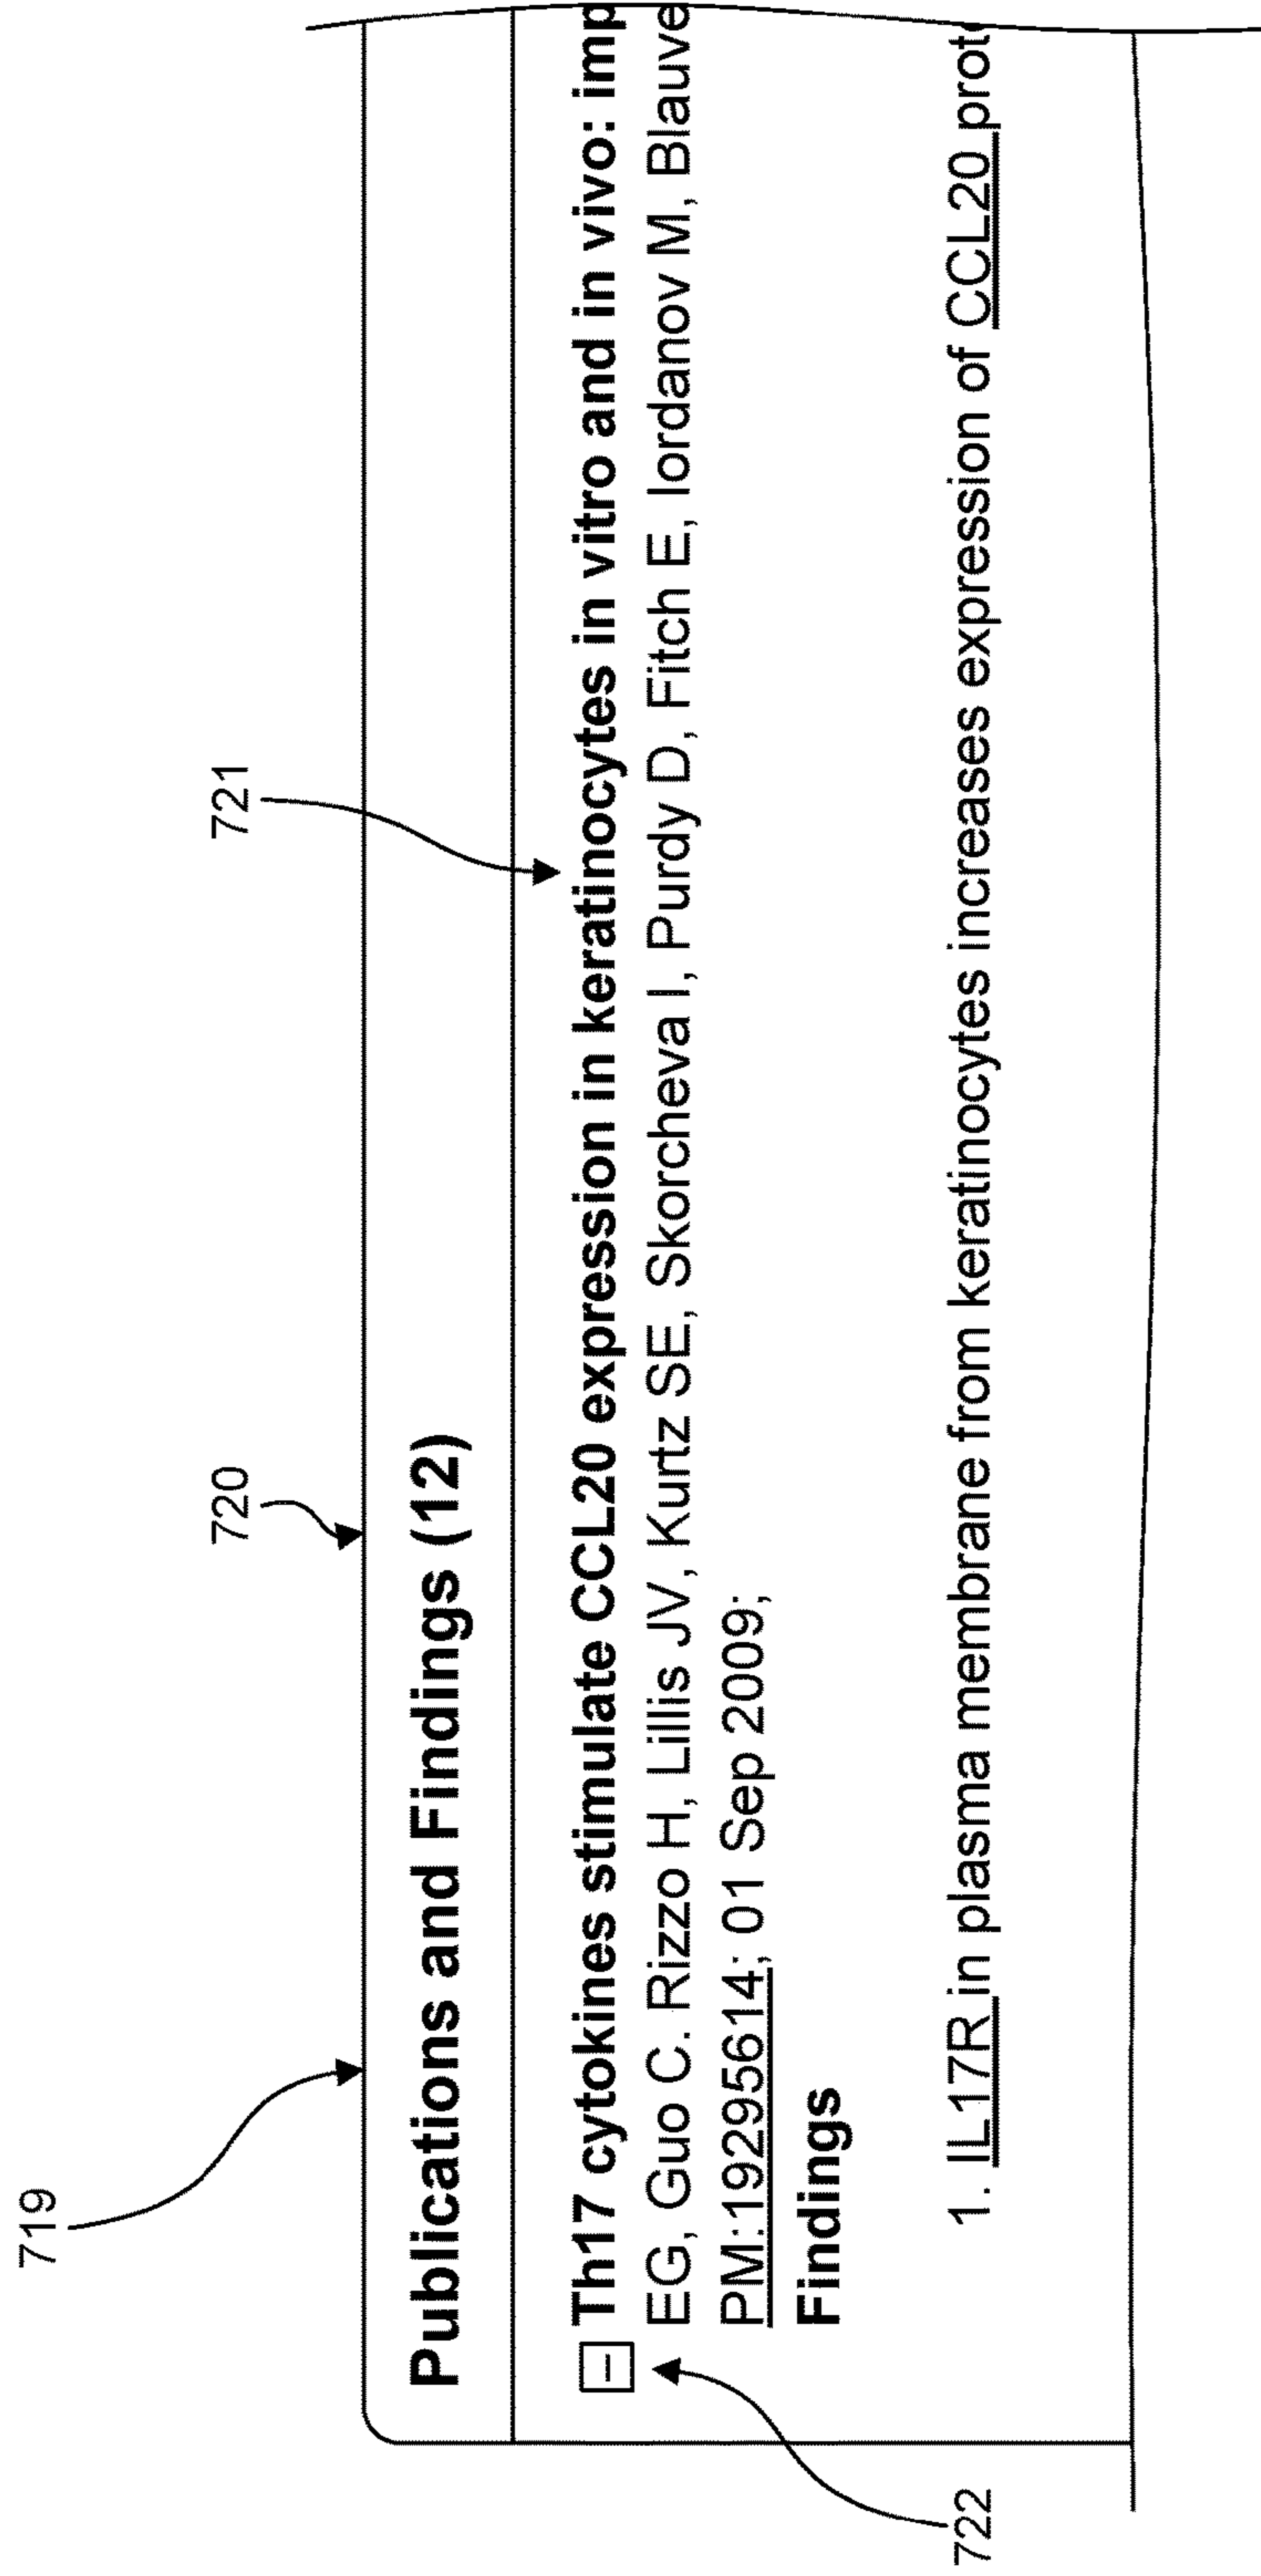 719
720
721
Publications and Findings (12)
Th17 cytokines stimulate CCL20 expression in keratinocytes in vitro and in vivo: imp
EG, Guo C. Rizzo H, Lillis JV, Kurtz SE, Skorcheva I, Purdy D, Fitch E, Iordanov M, Blauve
PM:19295614; 01 Sep 2009;
Findings
1. IL17R in plasma membrane from keratinocytes increases expression of CCL20 prot
722